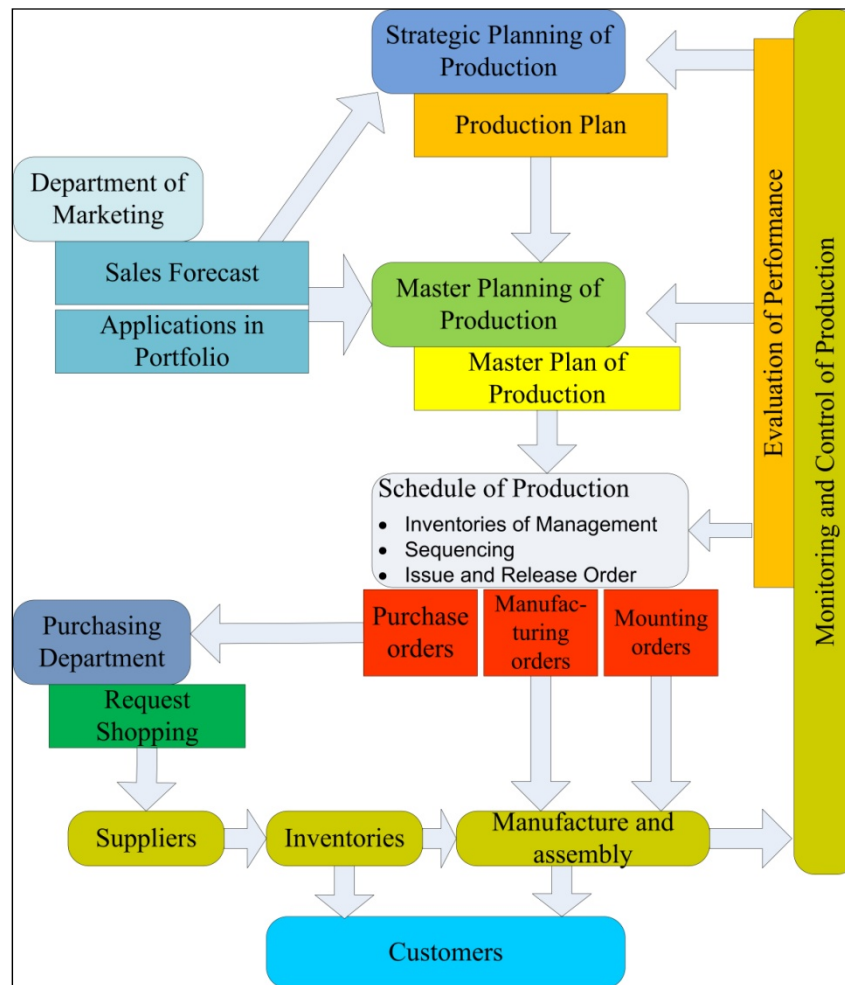 Strategic Planning of
Production
Production Plan
Department of
Marketing
Sales Forecast
Applications in
Portfolio
Master Planning of
Production
Master Plan of
Production
Schedule of Production
• Inventories of Management
• Sequencing
• Issue and Release Order
Purchase
orders
Manufac-
turing
orders
Mounting
orders
Purchasing
Department
Request
Shopping
Suppliers
Inventories
Manufacture and
assembly
Customers
Evaluation of Performance
Monitoring and Control of Production